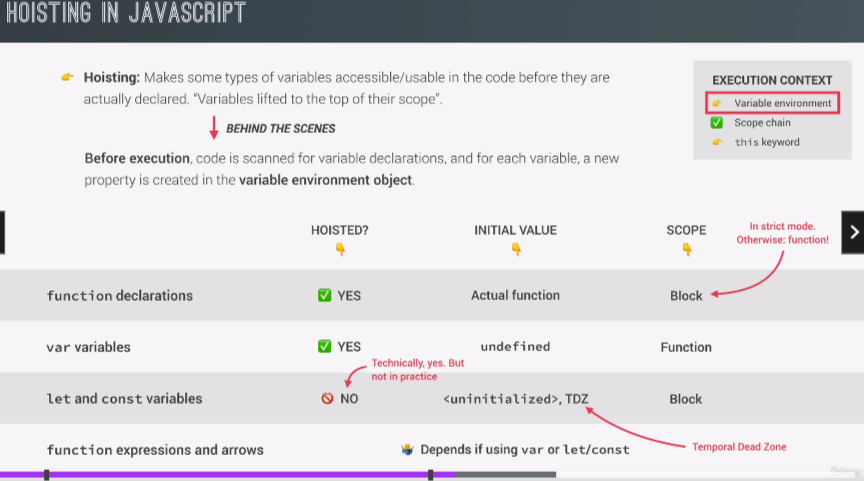 HOISTING IN JAVASCRIPT
👉 Hoisting: Makes some types of variables accessible/usable in the code before they are
actually declared. “Variables lifted to the top of their scope”.
BEHIND THE SCENES
Before execution, code is scanned for variable declarations, and for each variable, a new
property is created in the variable environment object.
EXECUTION CONTEXT
👉 Variable environment
✅ Scope chain
👉 this keyword
HOISTED?
INITIAL VALUE
SCOPE
In strict mode.
Otherwise: function!
function declarations
✅ YES
Actual function
Block
var variables
✅ YES
undefined
Function
Technically, yes. But
not in practice
let and const variables
🚫 NO
<uninitialized>, TDZ
Block
Temporal Dead Zone
function expressions and arrows
🤷‍♂️ Depends if using var or let/const